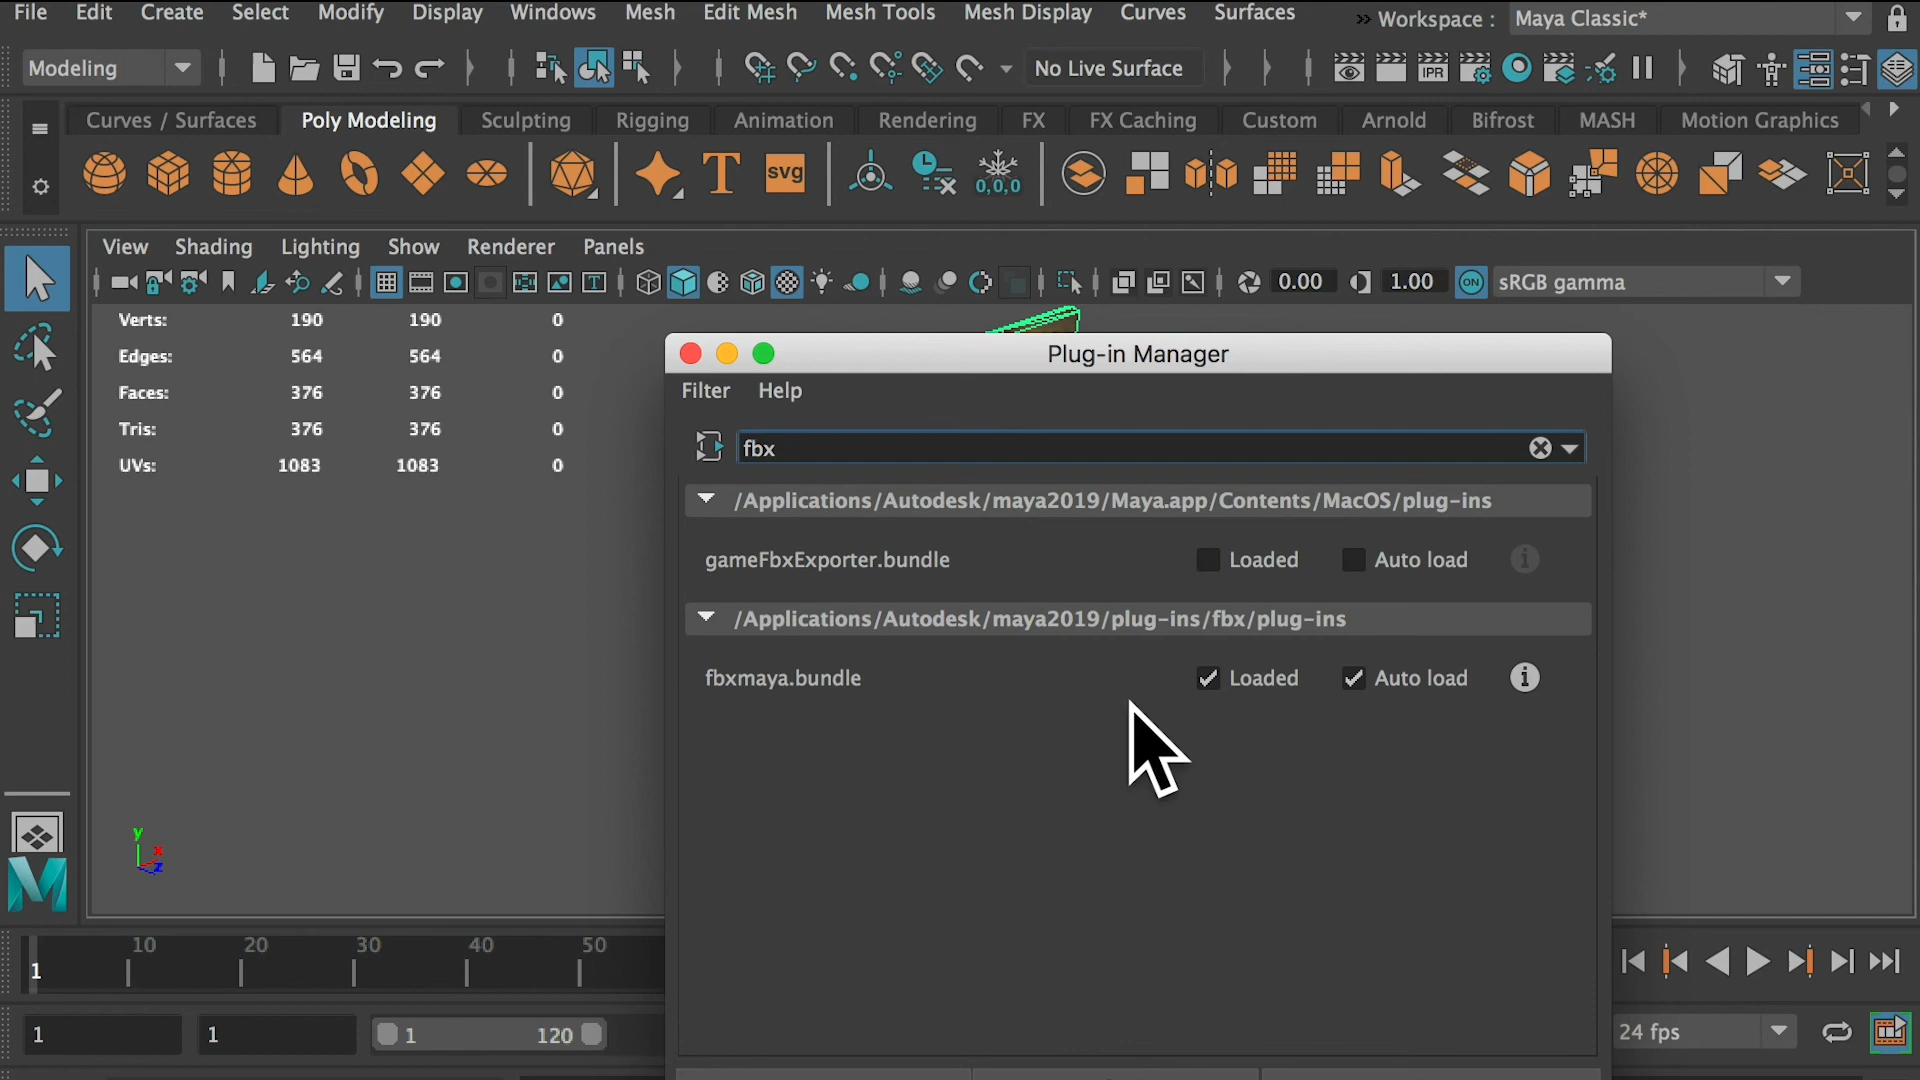 File Edit Create Select Modify Display Windows Mesh Edit Mesh Mesh Tools Mesh Display Curves Surfaces
Workspace : Maya Classic*
Modeling
No Live Surface
IPR
Curves / Surfaces Poly Modeling Sculpting Rigging Animation Rendering FX FX Caching Custom Arnold Bifrost MASH Motion Graphics
T svg 0,0,0
View Shading Lighting Show Renderer Panels
T 0.00 1.00 ON sRGB gamma
Verts: 190 190 0
Edges: 564 564 0
Faces: 376 376 0
Tris: 376 376 0
UVs: 1083 1083 0
Plug-in Manager
Filter Help
fbx
/Applications/Autodesk/maya2019/Maya.app/Contents/MacOS/plug-ins
gameFbxExporter.bundle Loaded Auto load i
/Applications/Autodesk/maya2019/plug-ins/fbx/plug-ins
fbxmaya.bundle Loaded Auto load i
y
x
z
M
10 20 30 40 50
1
1 1 1 120
24 fps